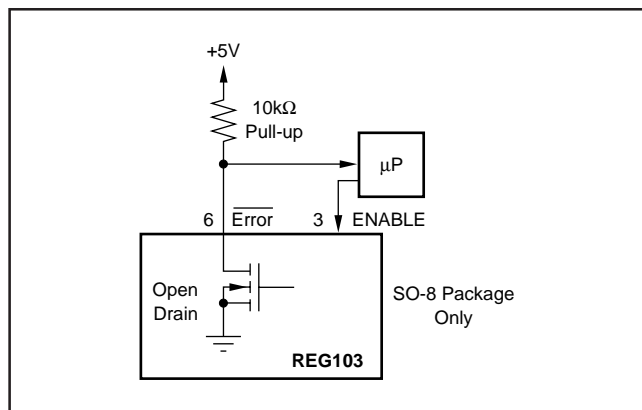 +5V
10kΩ
Pull-up
µP
6 Error 3 ENABLE
Open
Drain
SO-8 Package
Only
REG103